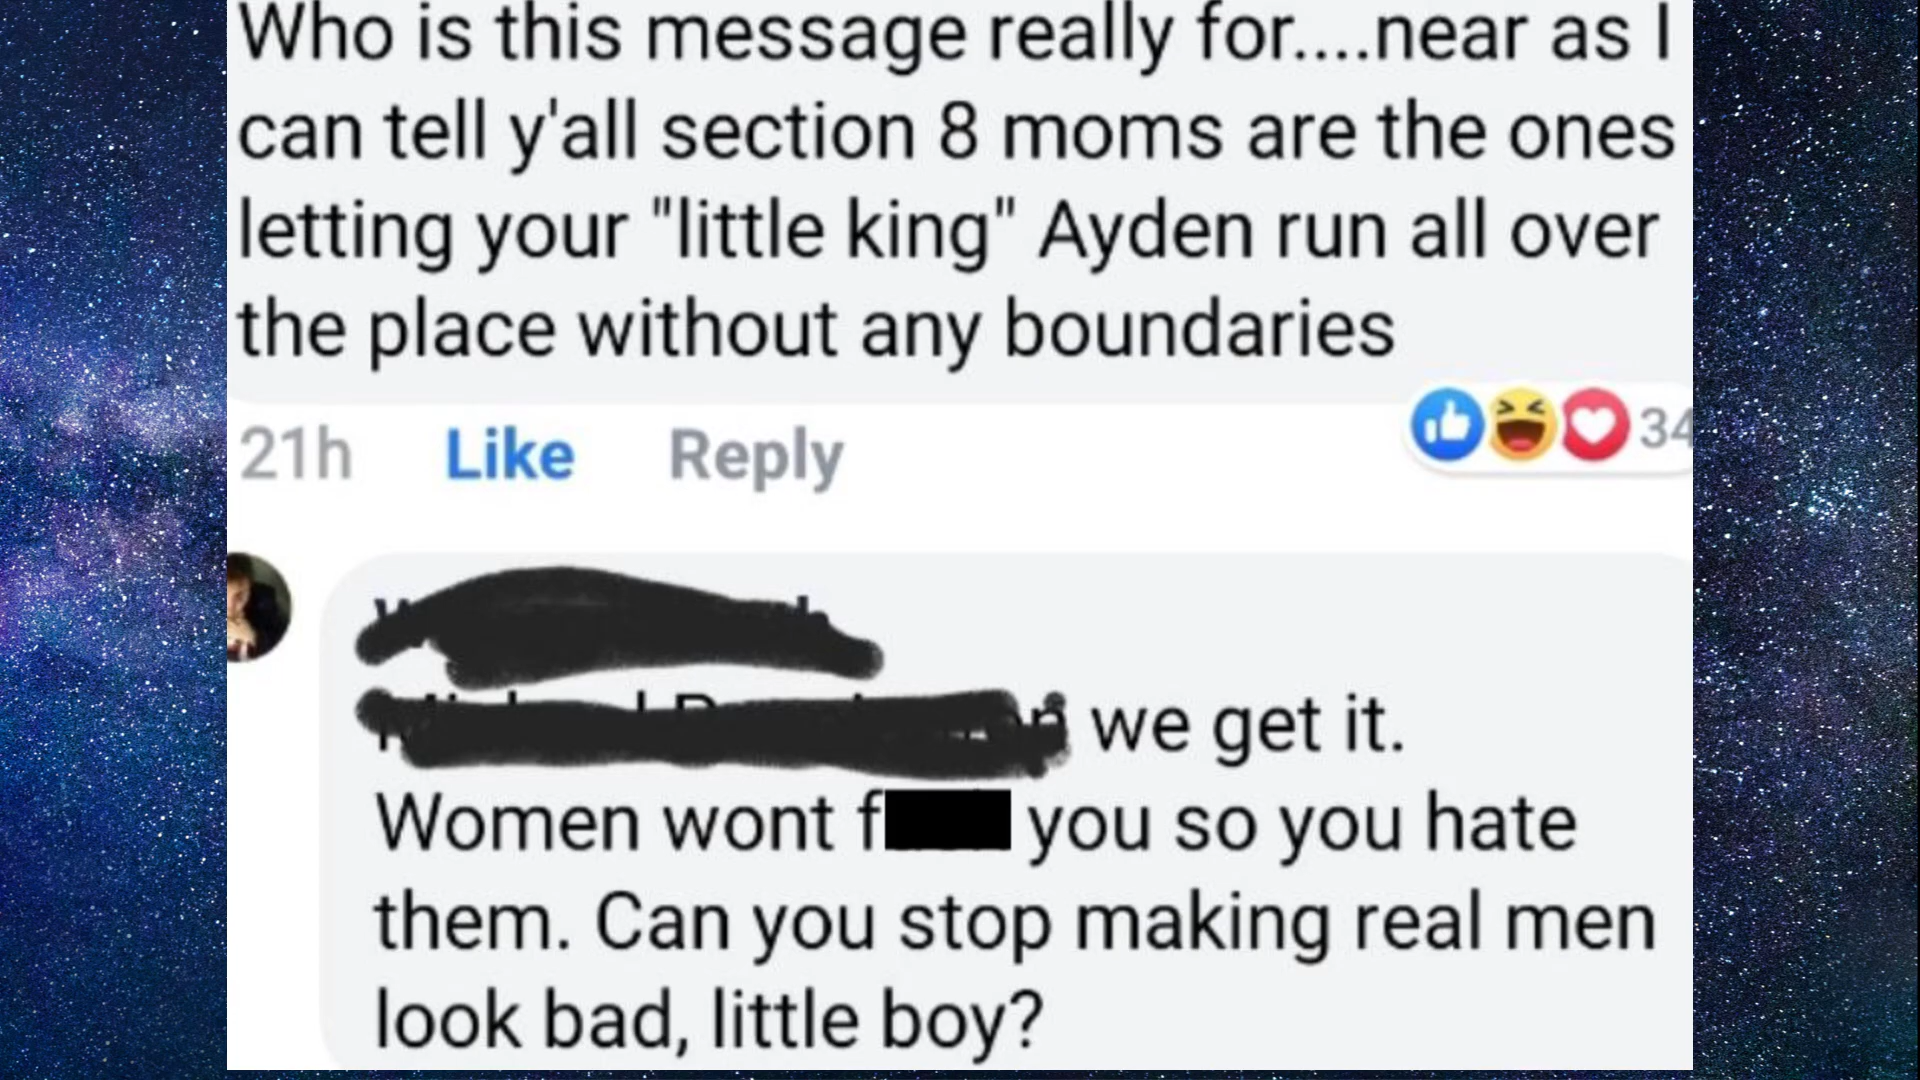 Who is this message really for....near as I
can tell y'all section 8 moms are the ones
letting your "little king" Ayden run all over
the place without any boundaries
21h Like Reply 34
we get it.
Women wont f you so you hate
them. Can you stop making real men
look bad, little boy?